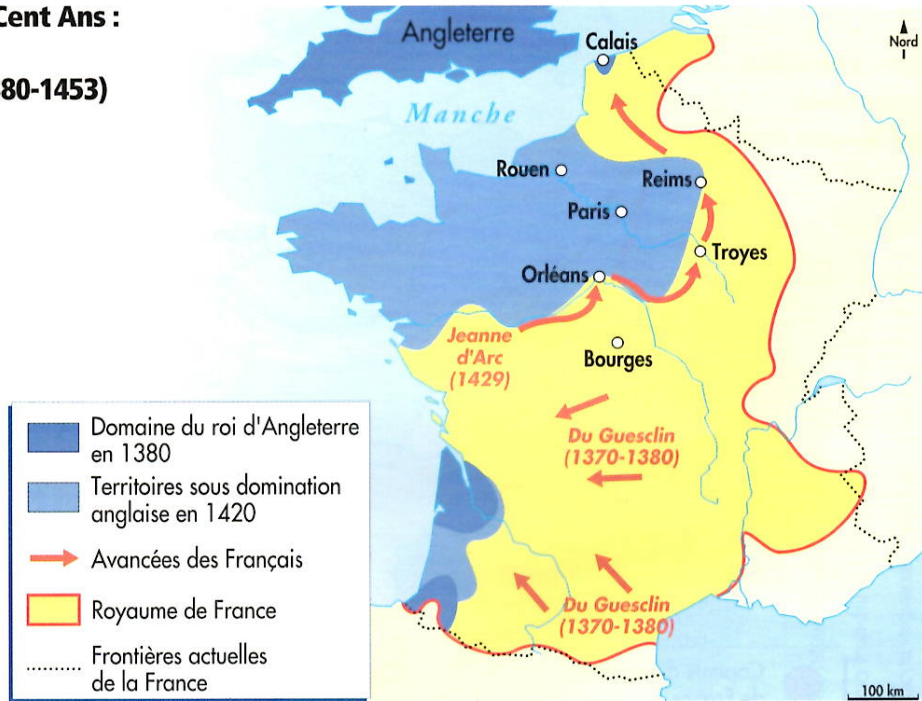 Cent Ans :
80-1453)
Angleterre
Calais
Nord
Manche
Rouen
Reims
Paris
Troyes
Orléans
Jeanne
d'Arc
(1429)
Bourges
Du Guesclin
(1370-1380)
Du Guesclin
(1370-1380)
Domaine du roi d'Angleterre
en 1380
Territoires sous domination
anglaise en 1420
Avancées des Français
Royaume de France
Frontières actuelles
de la France
100 km